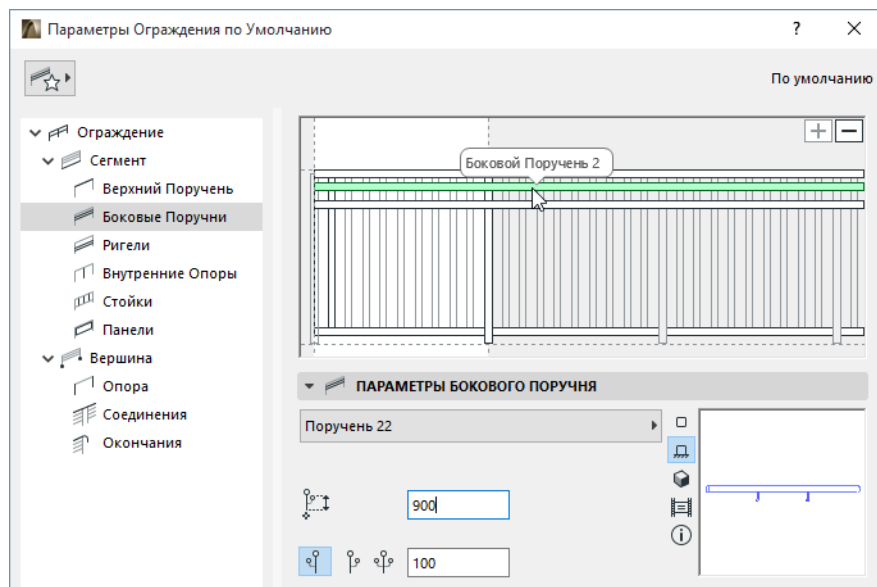 Параметры Ограждения по Умолчанию
?
По умолчанию
Ограждение
Сегмент
Верхний Поручень
Боковые Поручни
Ригели
Внутренние Опоры
Стойки
Панели
Вершина
Опора
Соединения
Окончания
Боковой Поручень 2
ПАРАМЕТРЫ БОКОВОГО ПОРУЧНЯ
Поручень 22
900
100